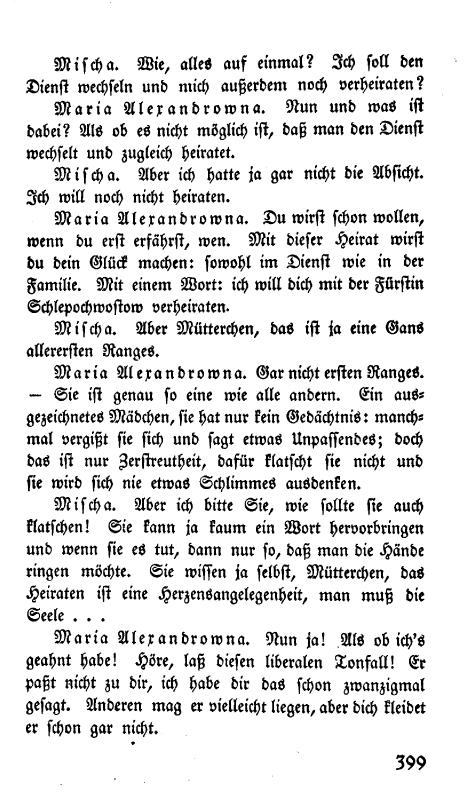 Mischa. Wie, alles auf einmal? Ich soll den
Dienst wechseln und mich außerdem noch verheiraten?
Maria Alexandrowna. Nun und was ist
dabei? Als ob es nicht möglich ist, daß man den Dienst
wechselt und zugleich heiratet.
Mischa. Aber ich hatte ja gar nicht die Absicht.
Ich will noch nicht heiraten.
Maria Alexandrowna. Du wirst schon wollen,
wenn du erst erfährst, wen. Mit dieser Heirat wirst
du dein Glück machen: sowohl im Dienst wie in der
Familie. Mit einem Wort: ich will dich mit der Fürstin
Schlepochwostow verheiraten.
Mischa. Aber Mütterchen, das ist ja eine Gans
allerersten Ranges.
Maria Alexandrowna. Gar nicht ersten Ranges.
— Sie ist genau so eine wie alle andern. Ein aus-
gezeichnetes Mädchen, sie hat nur kein Gedächtnis: manch-
mal vergißt sie sich und sagt etwas Unpassendes; doch
das ist nur Zerstreutheit, dafür klatscht sie nicht und
sie wird sich nie etwas Schlimmes ausdenken.
Mischa. Aber ich bitte Sie, wie sollte sie auch
klatschen! Sie kann ja kaum ein Wort hervorbringen
und wenn sie es tut, dann nur so, daß man die Hände
ringen möchte. Sie wissen ja selbst, Mütterchen, das
Heiraten ist eine Herzensangelegenheit, man muß die
Seele . . .
Maria Alexandrowna. Nun ja! Als ob ich's
geahnt habe! Höre, laß diesen liberalen Tonfall! Er
paßt nicht zu dir, ich habe dir das schon zwanzigmal
gesagt. Anderen mag er vielleicht liegen, aber dich kleidet
er schon gar nicht.
399